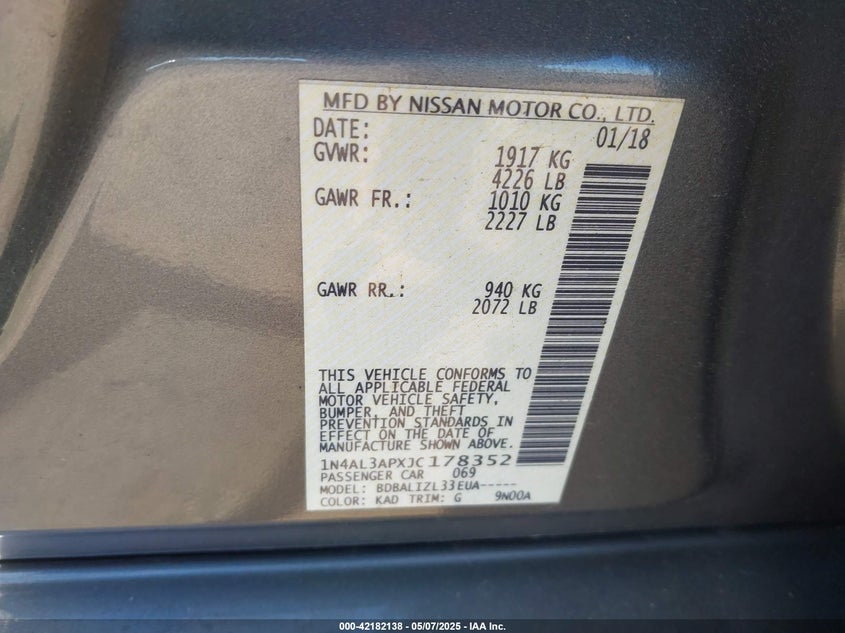 MFD BY NISSAN MOTOR CO., LTD.
DATE: 01/18
GVWR: 1917 KG
4226 LB
GAWR FR.: 1010 KG
2227 LB
GAWR RR.: 940 KG
2072 LB
THIS VEHICLE CONFORMS TO
ALL APPLICABLE FEDERAL
MOTOR VEHICLE SAFETY,
BUMPER, AND THEFT
PREVENTION STANDARDS IN
EFFECT ON THE DATE OF
MANUFACTURE SHOWN ABOVE.
1N4AL3APXJC178352
PASSENGER CAR 069
MODEL: BDBALIZL33EUA-----
COLOR: KAD TRIM: G 9N00A
000-42182138 - 05/07/2025 - IAA Inc.